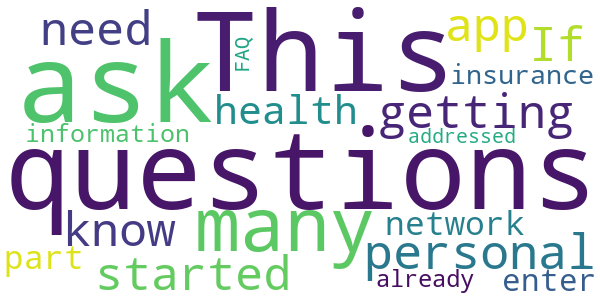 need This app If
ask FAQ insurance
health getting
information addressed
questions
know many network
part started personal
already enter